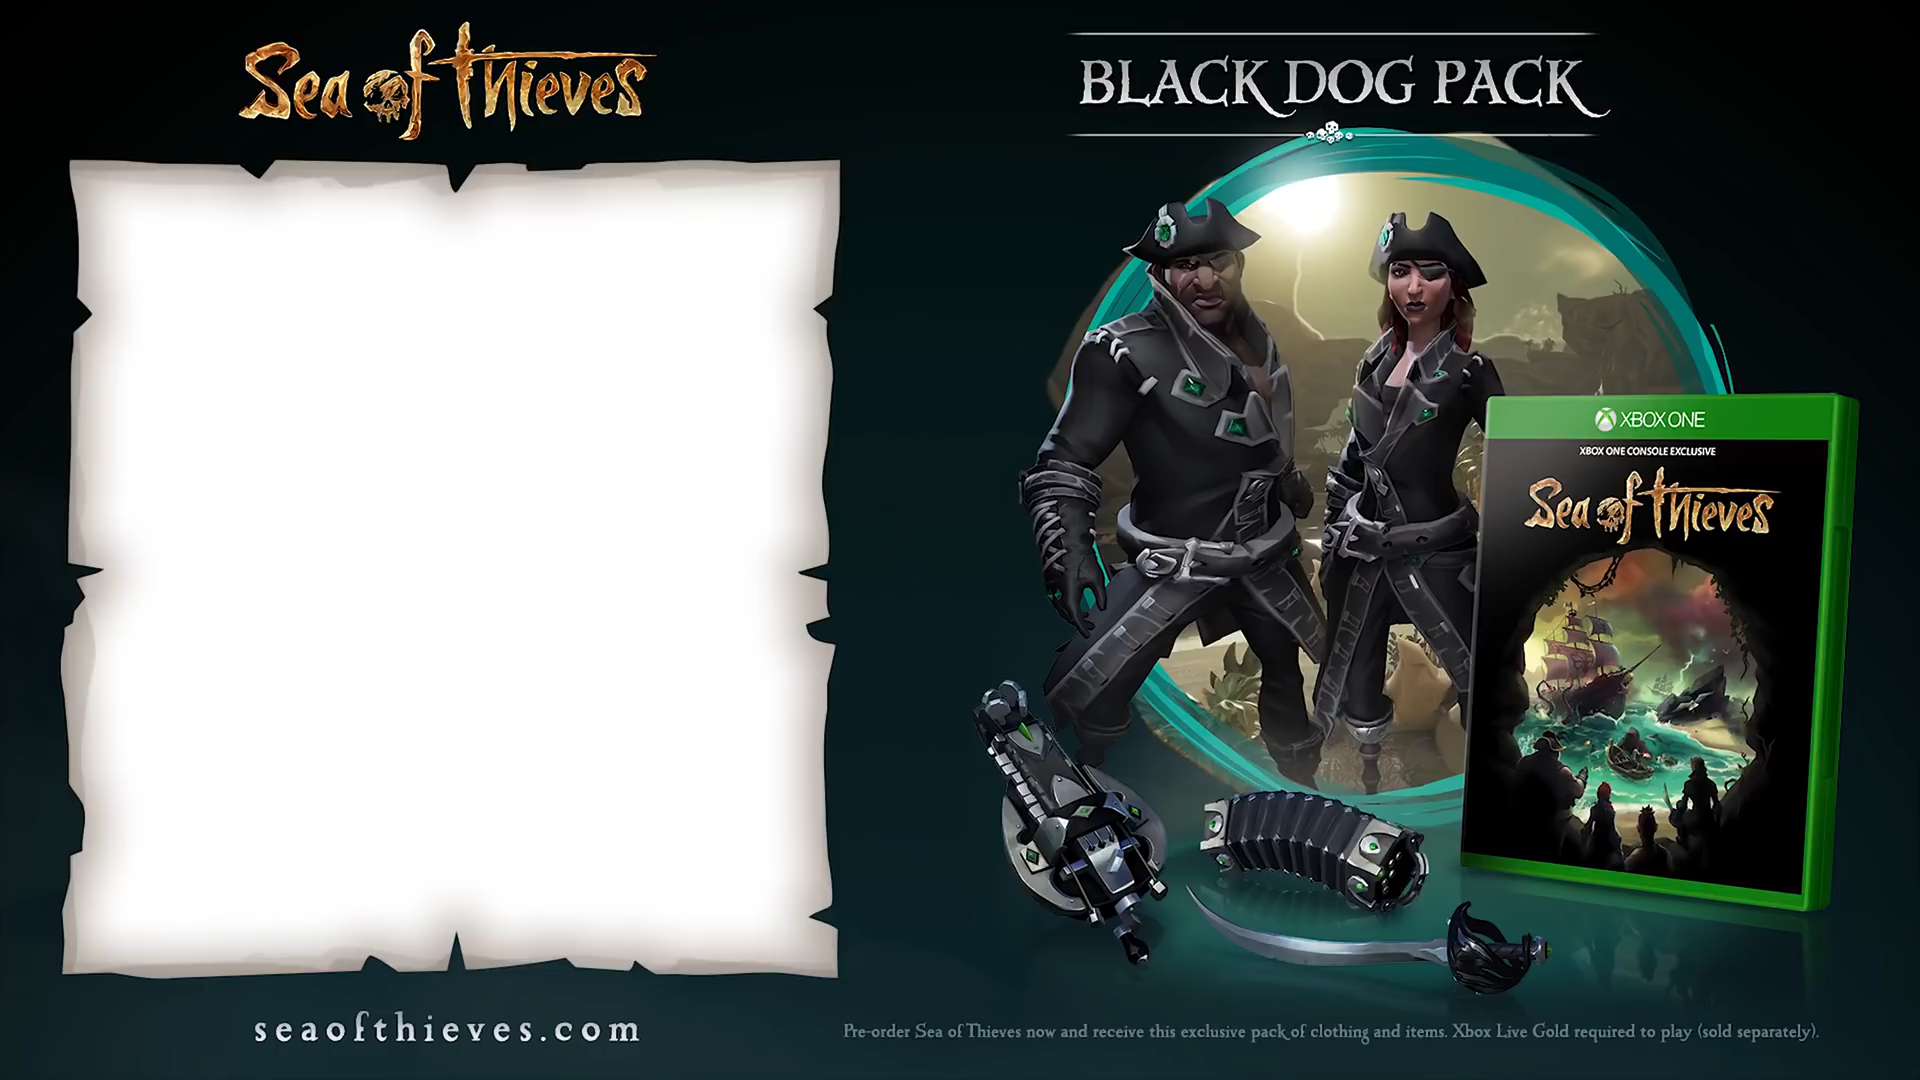 Sea of Thieves
BLACK DOG PACK
XBOX ONE
XBOX ONE CONSOLE EXCLUSIVE
Sea of Thieves
seaofthieves.com
Pre-order Sea of Thieves now and receive this exclusive pack of clothing and items. Xbox Live Gold required to play (sold separately).